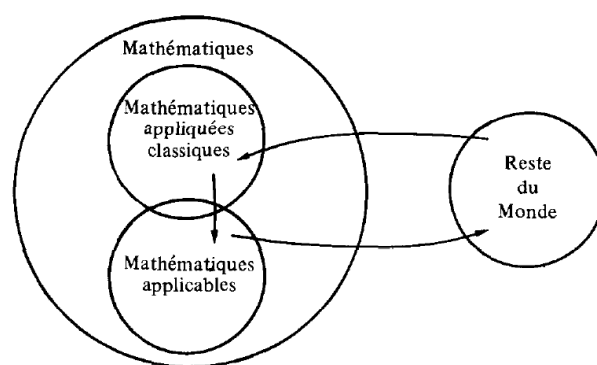 Mathématiques
Mathématiques
appliquées
classiques
Mathématiques
applicables
Reste
du
Monde